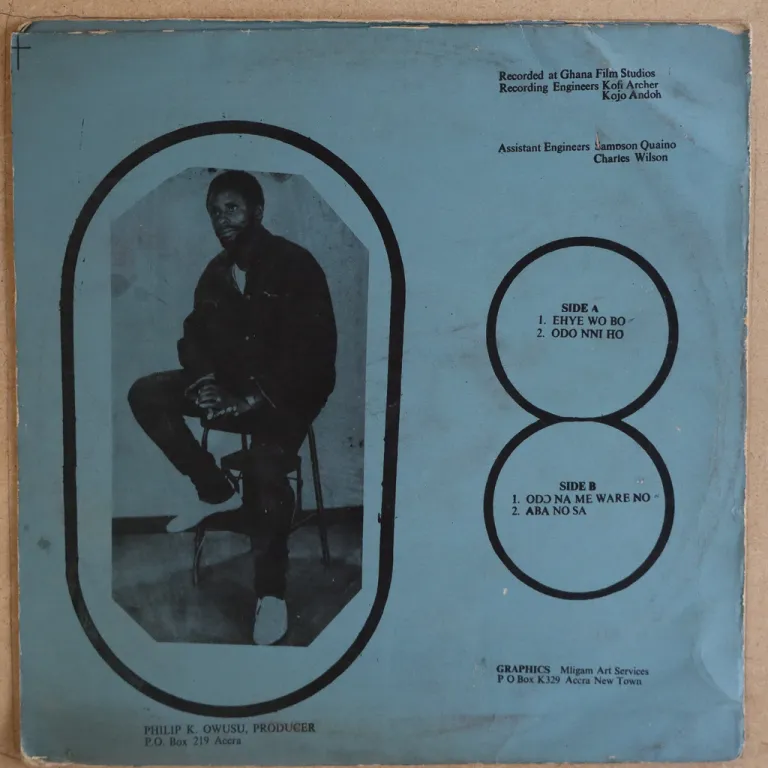 Recorded at Ghana Film Studios
Recording Engineers Kofi Archer
Kojo Andoh
Assistant Engineers Sampson Quaino
Charles Wilson
SIDE A
1. EHYE WO BO
2. ODO NNI HO
SIDE B
1. ODƆ NA ME WARE NO
2. ABA NO SA
GRAPHICS Mligam Art Services
P O Box K329 Accra New Town
PHILIP K. OWUSU, PRODUCER
P.O. Box 219 Accra